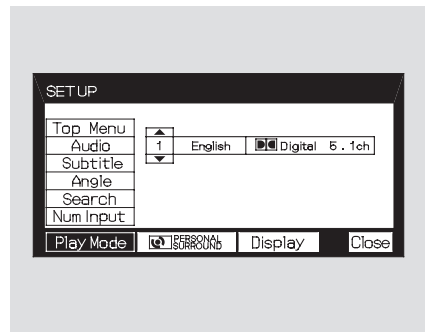 SETUP
Top Menu
Audio
Subtitle
Angle
Search
Num Input
1 English Digital 5.1ch
Play Mode PERSONAL SURROUND Display Close